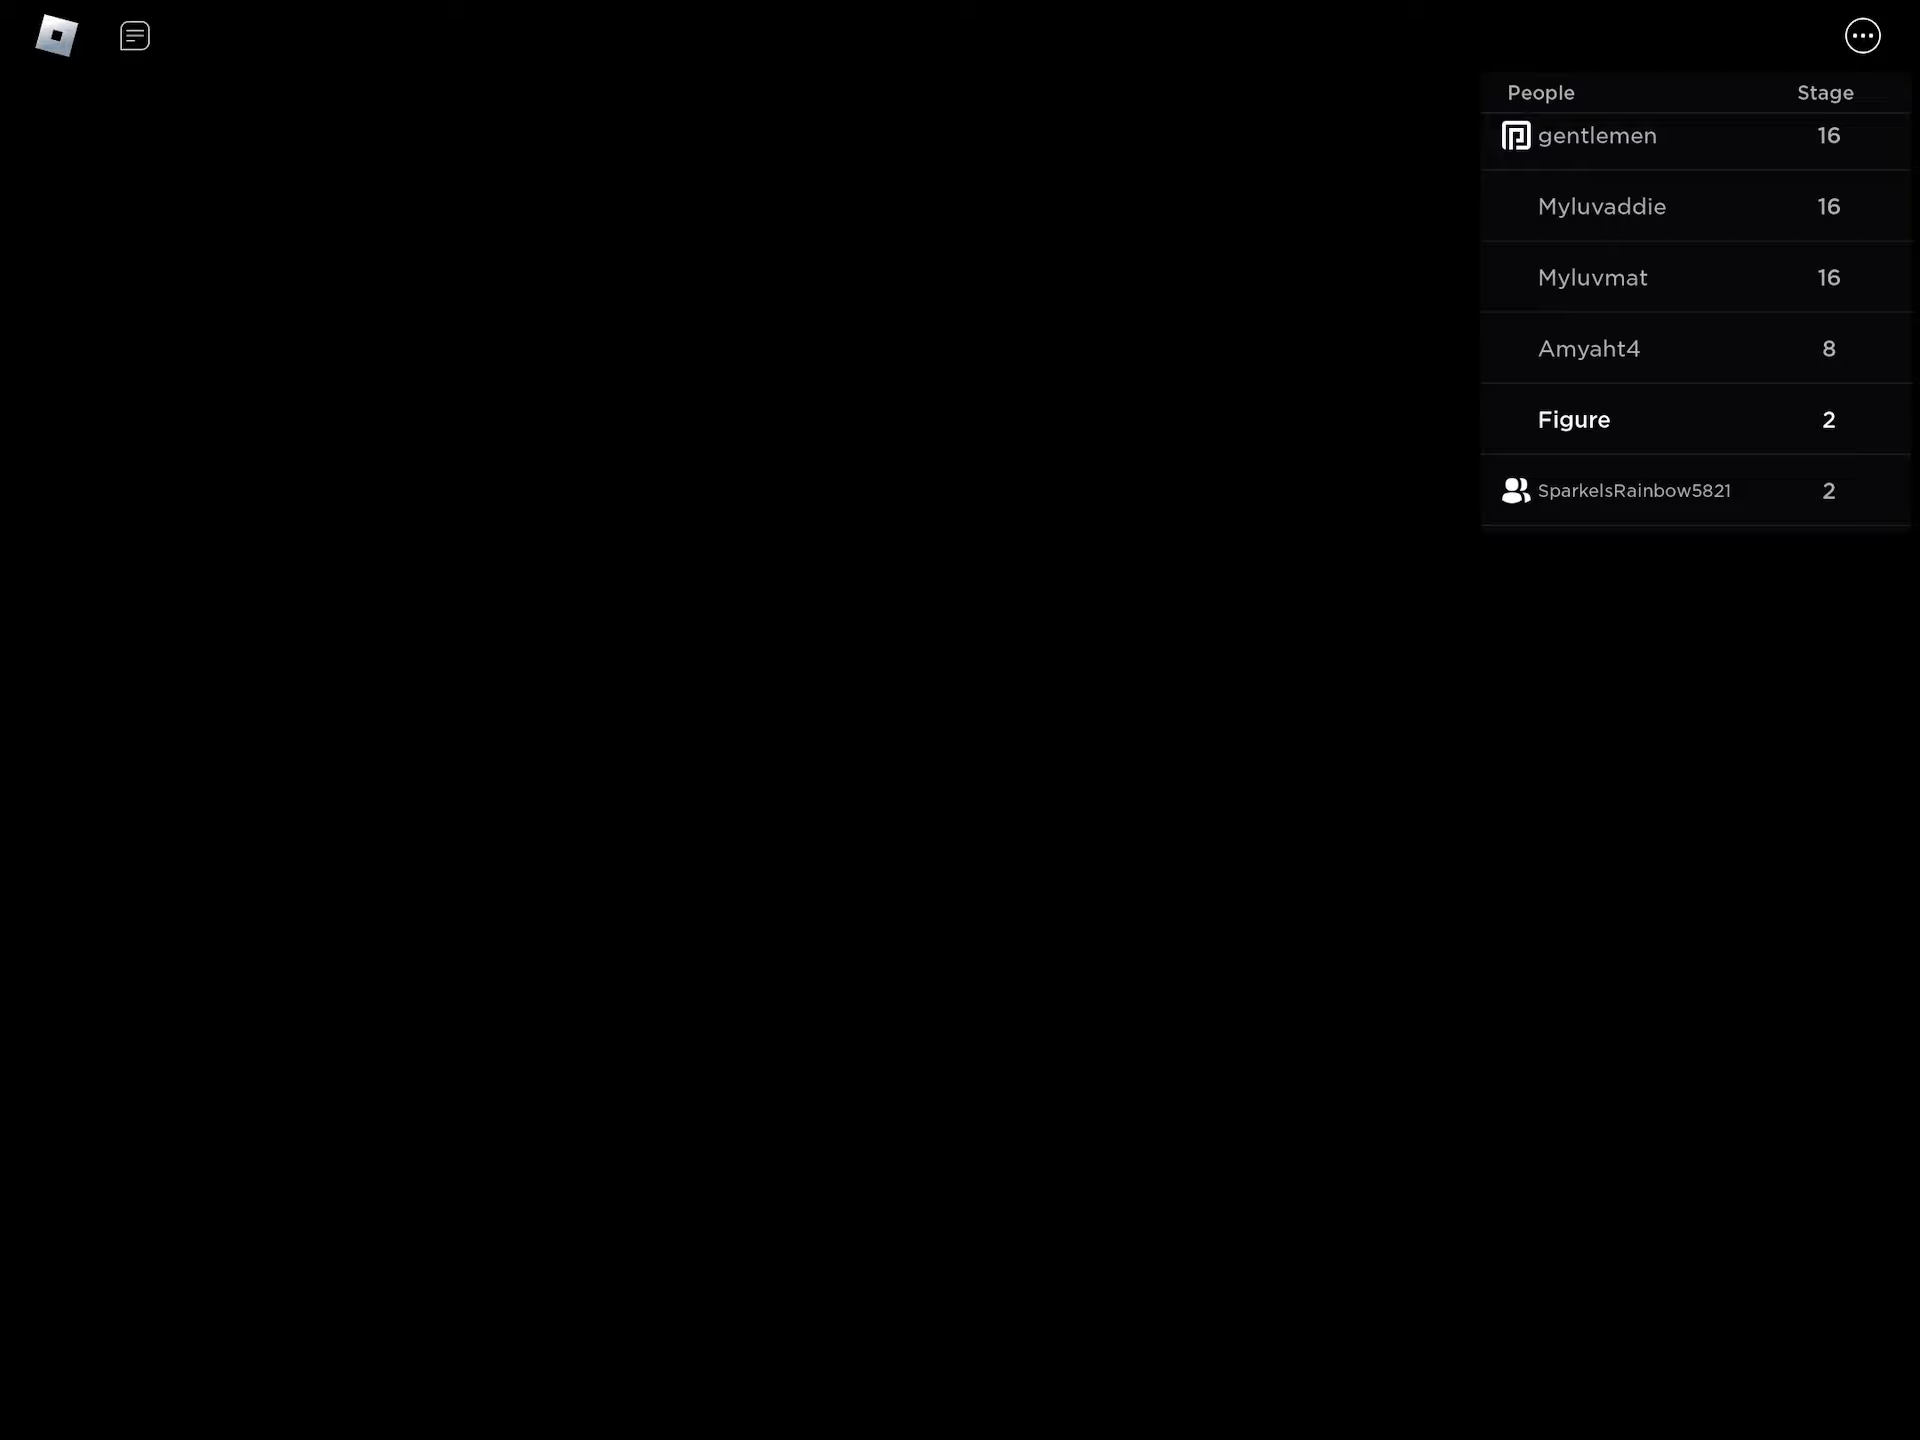 People Stage
gentlemen 16
Myluvaddie 16
Myluvmat 16
Amyaht4 8
Figure 2
SparkelsRainbow5821 2